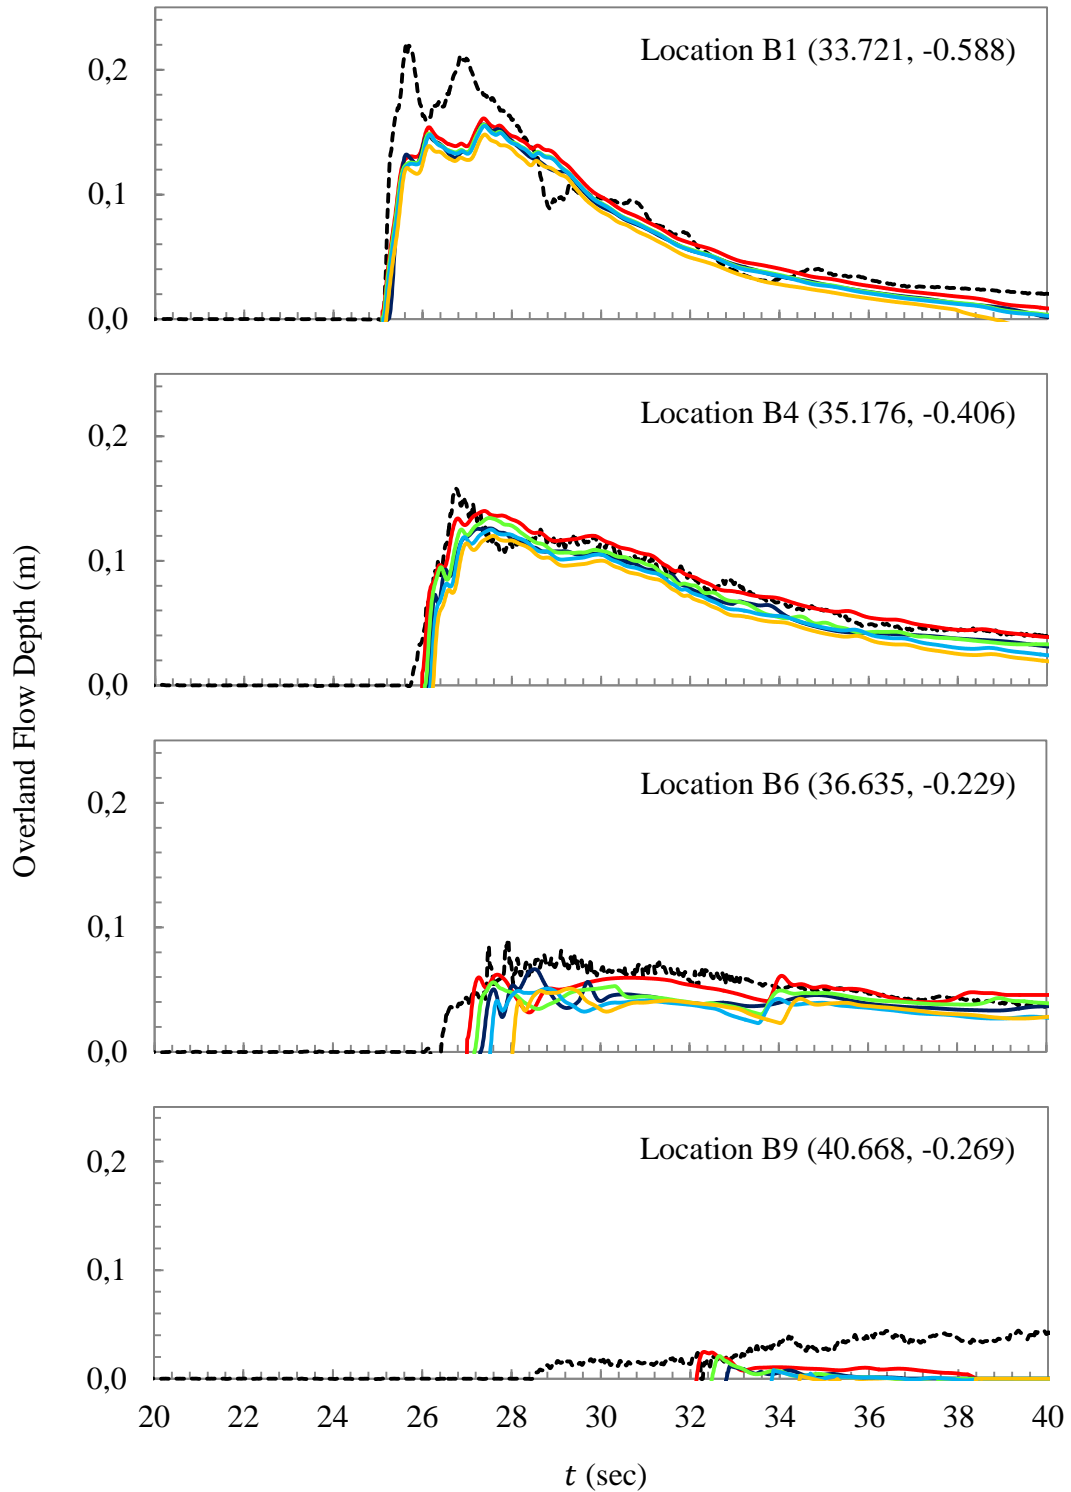 Location B1 (33.721, -0.588)
0,2
0,1
0,0
Location B4 (35.176, -0.406)
0,2
0,1
0,0
Overland Flow Depth (m)
Location B6 (36.635, -0.229)
0,2
0,1
0,0
Location B9 (40.668, -0.269)
0,2
0,1
0,0
20 22 24 26 28 30 32 34 36 38 40
t (sec)